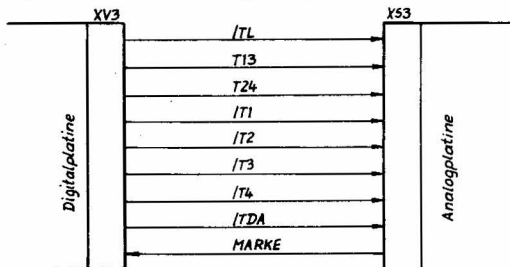 XV3
XS3
/TL
T13
T24
/T1
/T2
/T3
/T4
/TDA
MARKE
Digitalplatine
Analogplatine